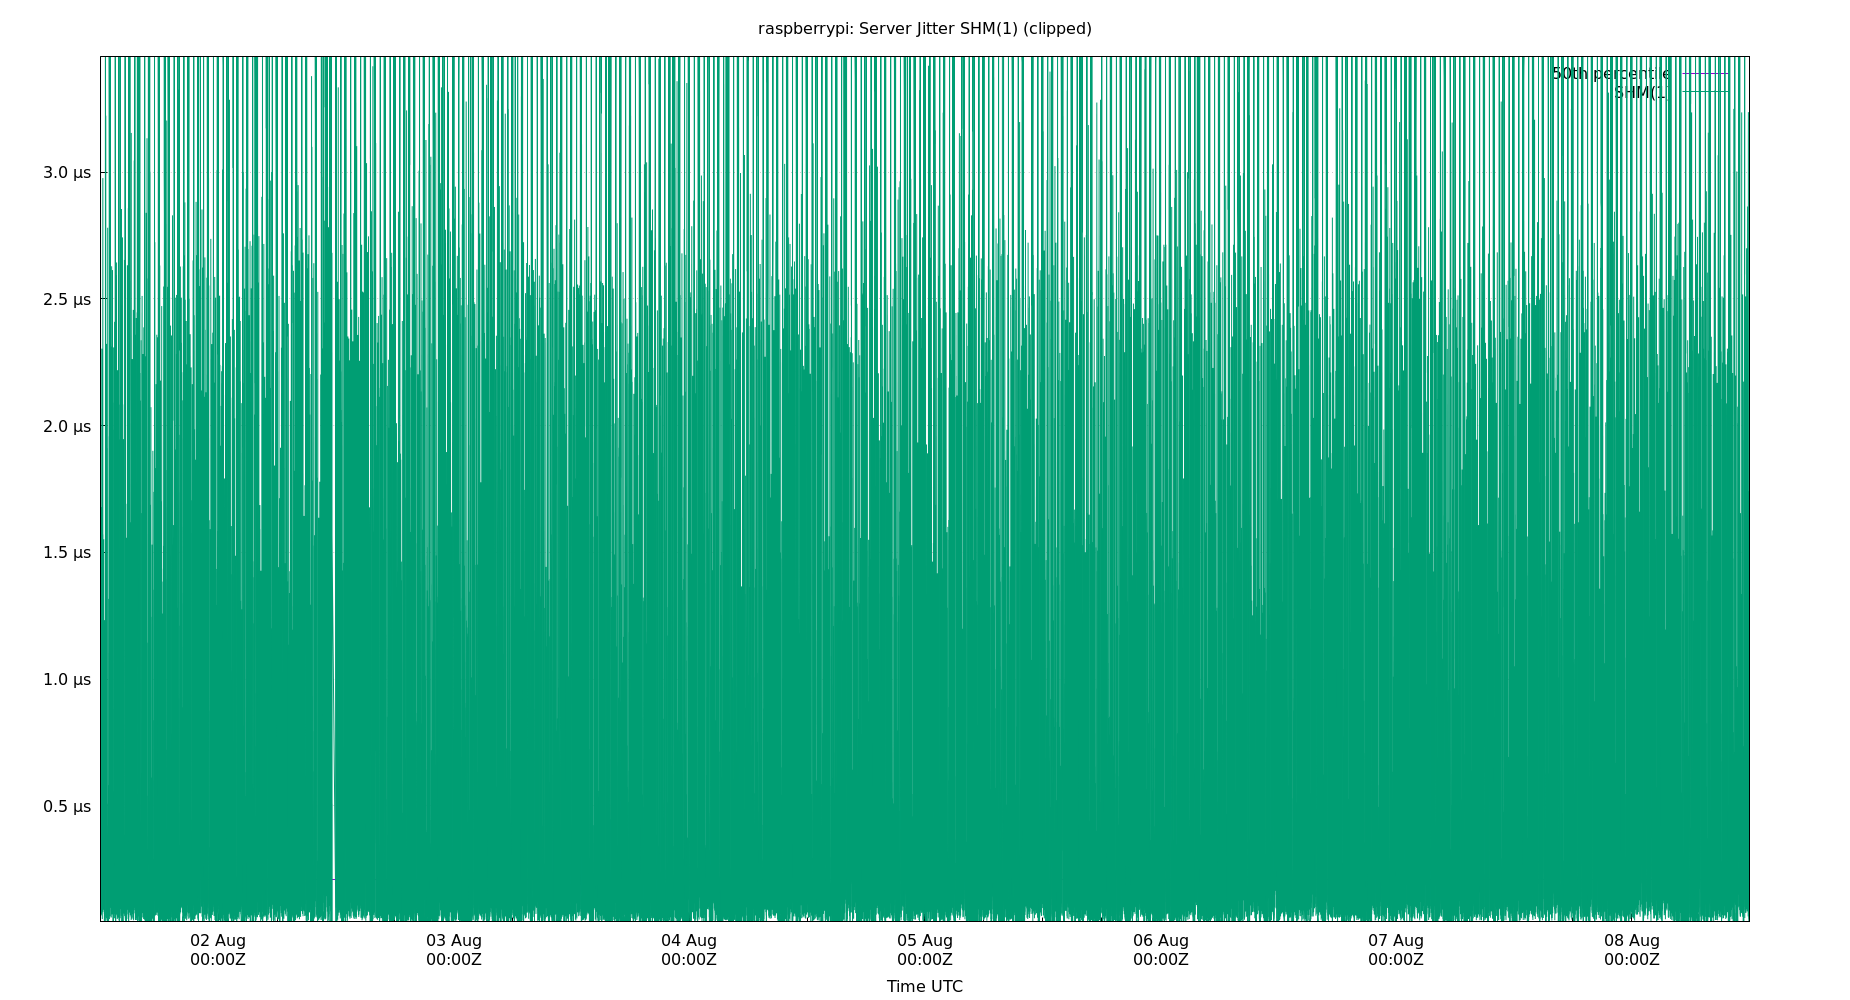 raspberrypi: Server Jitter SHM(1) (clipped)
50th percentile
SHM(1)
3.0 µs
2.5 µs
2.0 µs
1.5 µs
1.0 µs
0.5 µs
02 Aug 03 Aug 04 Aug 05 Aug 06 Aug 07 Aug 08 Aug
00:00Z 00:00Z 00:00Z 00:00Z 00:00Z 00:00Z 00:00Z
Time UTC